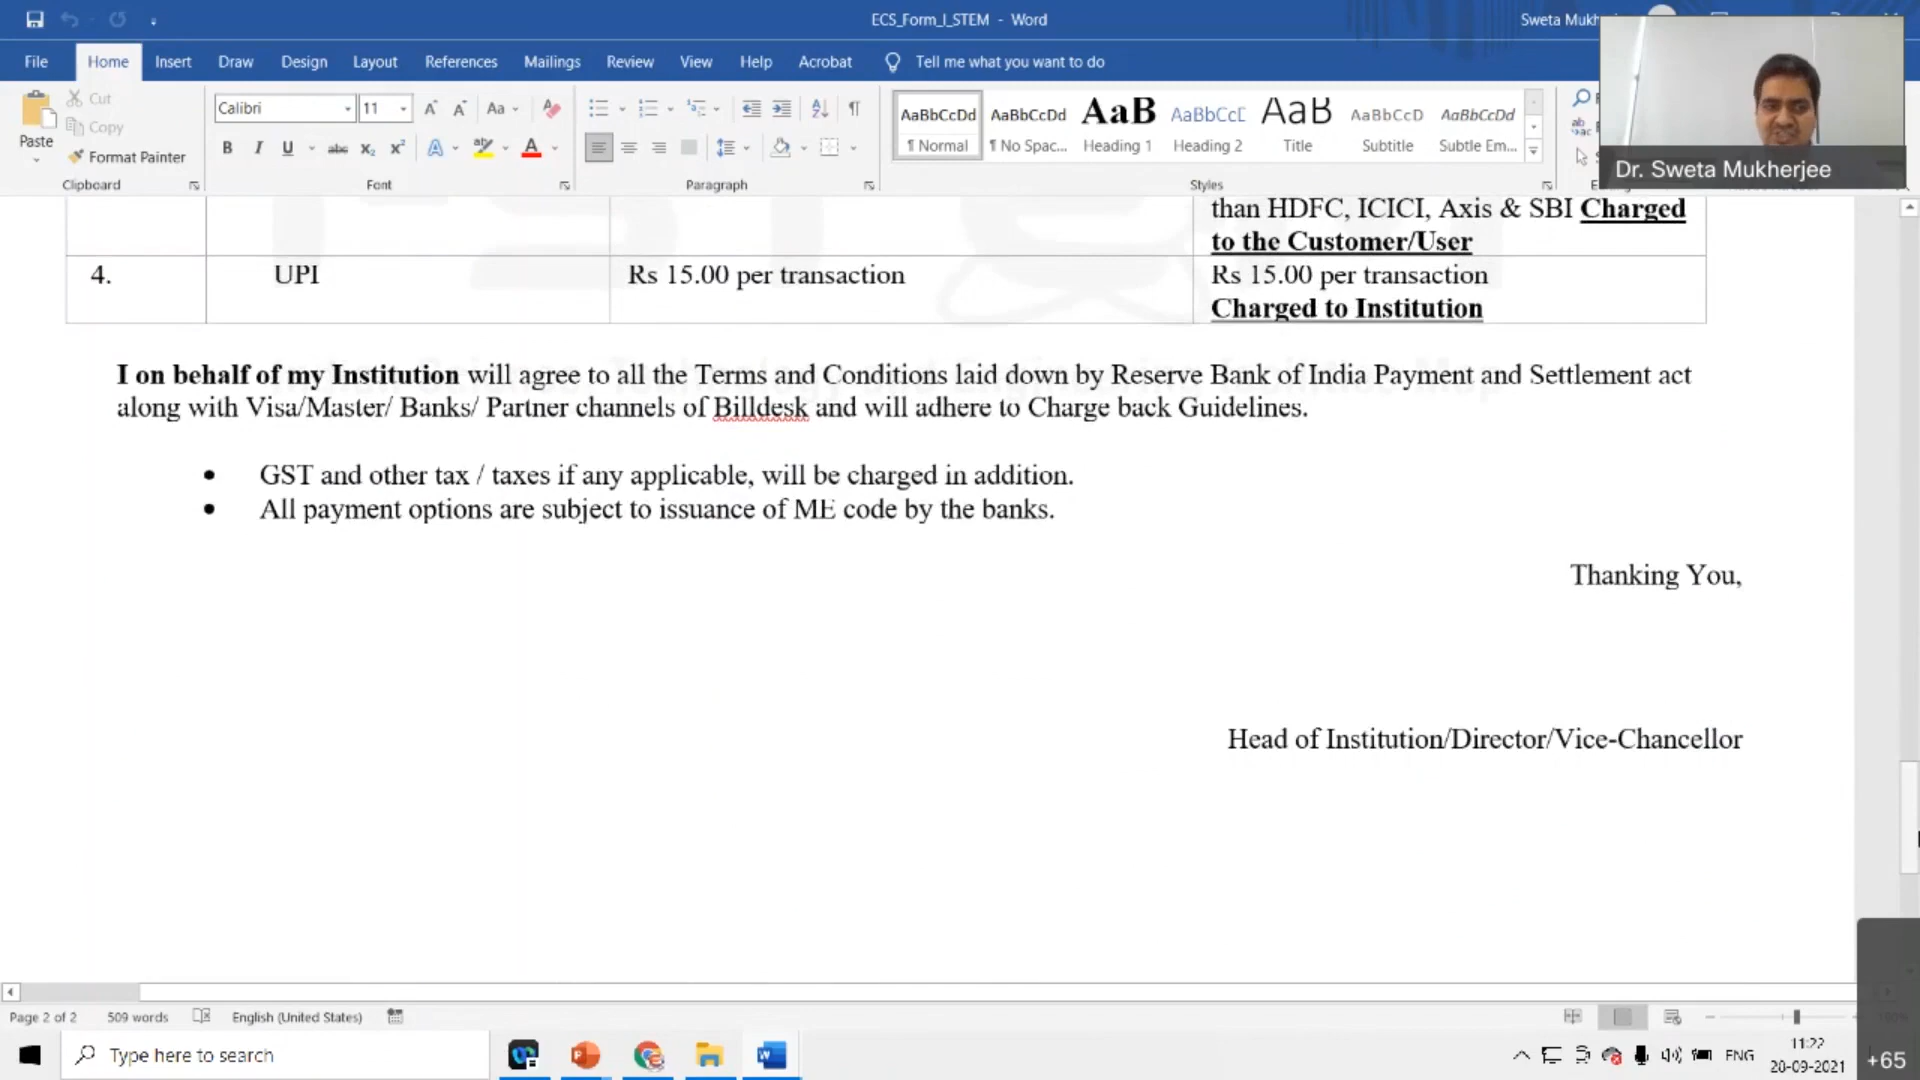 ECS_Form_I_STEM - Word
Sweta Mukh
File Home Insert Draw Design Layout References Mailings Review View Help Acrobat Tell me what you want to do
Paste
Cut
Copy
Format Painter
Clipboard
Calibri 11
Font
Paragraph
AaBbCcDd ¶ Normal
AaBbCcDd ¶ No Spac...
AaB Heading 1
AaBbCcC Heading 2
AaB Title
AaBbCcD Subtitle
AaBbCcDd Subtle Em...
Styles
Dr. Sweta Mukherjee
than HDFC, ICICI, Axis & SBI Charged
to the Customer/User
4. UPI Rs 15.00 per transaction Rs 15.00 per transaction
Charged to Institution
I on behalf of my Institution will agree to all the Terms and Conditions laid down by Reserve Bank of India Payment and Settlement act
along with Visa/Master/ Banks/ Partner channels of Billdesk and will adhere to Charge back Guidelines.
• GST and other tax / taxes if any applicable, will be charged in addition.
• All payment options are subject to issuance of ME code by the banks.
Thanking You,
Head of Institution/Director/Vice-Chancellor
Page 2 of 2 509 words English (United States)
Type here to search
ENG
11:22
20-09-2021
+65